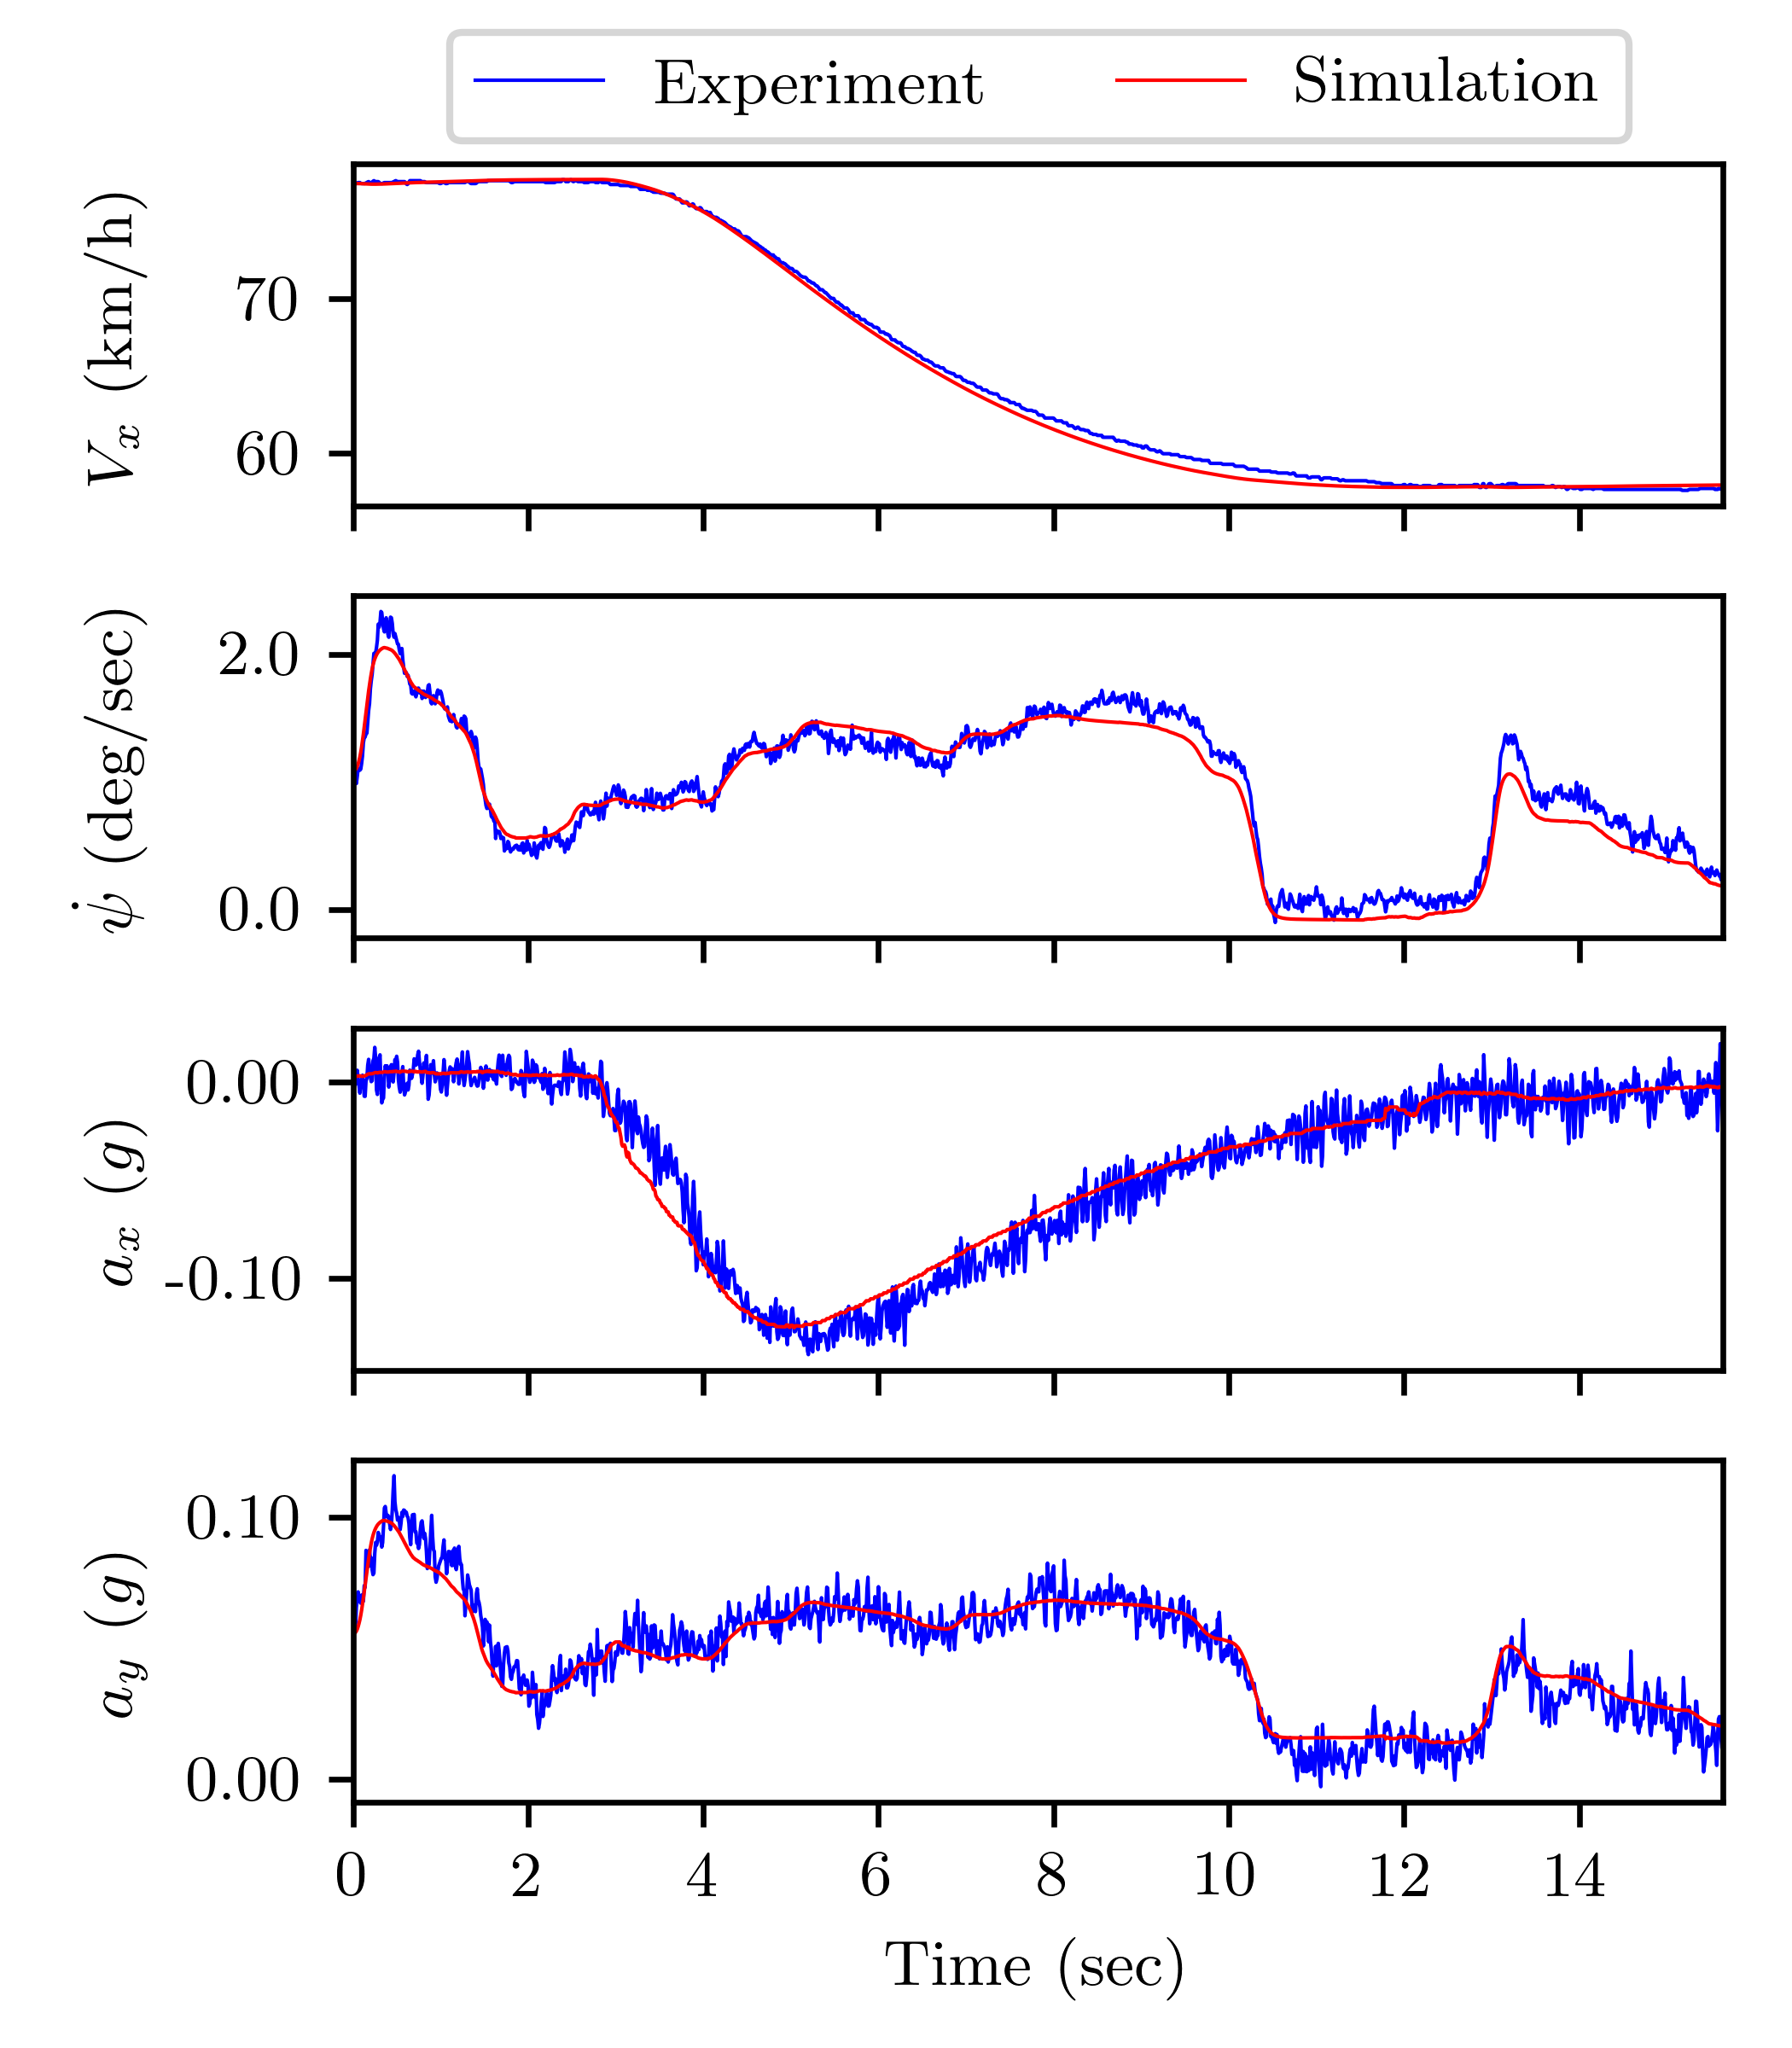 Experiment Simulation
V_x (km/h)
70
60
ψ̇ (deg/sec)
2.0
0.0
a_x (g)
0.00
-0.10
a_y (g)
0.10
0.00
0 2 4 6 8 10 12 14
Time (sec)